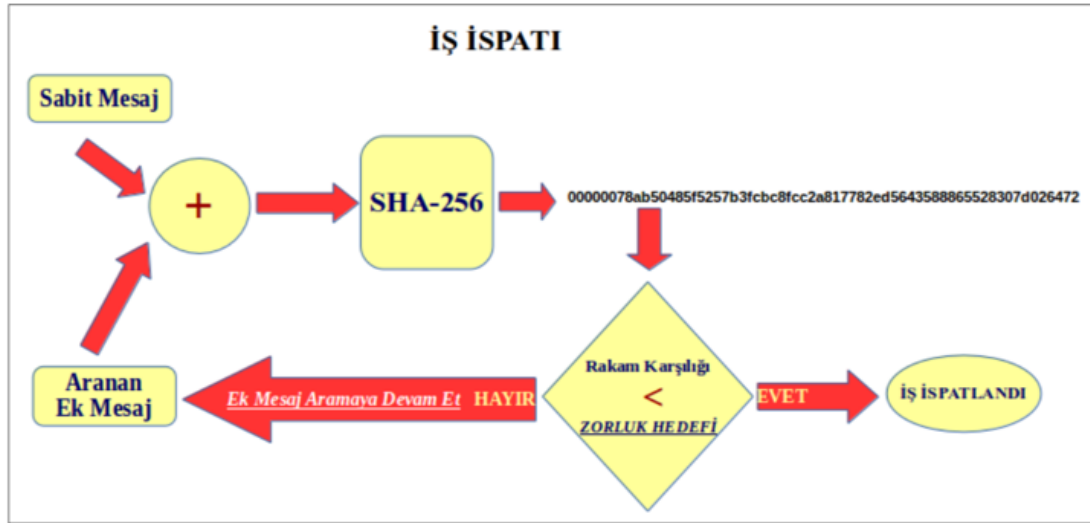 İŞ İSPATI
Sabit Mesaj
+
SHA-256
00000078ab50485f5257b3fcbc8fcc2a817782ed5643588865528307d026472
Rakam Karşılığı
<
ZORLUK HEDEFİ
EVET
İŞ İSPATLANDI
Ek Mesaj Aramaya Devam Et HAYIR
Aranan
Ek Mesaj